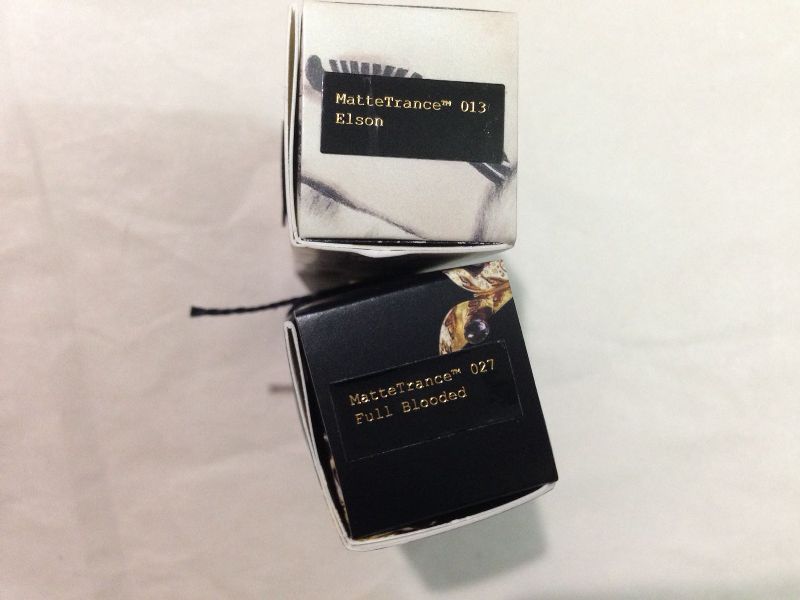 MatteTrance™ 013
Elson
MatteTrance™ 027
Full Blooded